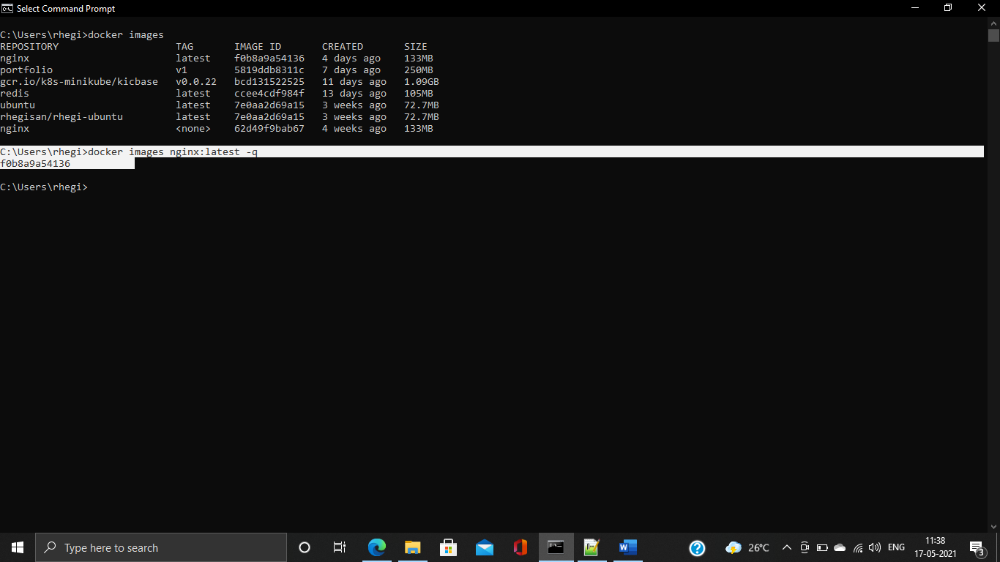 Select Command Prompt
C:\Users\rhegi>docker images
REPOSITORY TAG IMAGE ID CREATED SIZE
nginx latest f0b8a9a54136 4 days ago 133MB
portfolio v1 5819ddb8311c 7 days ago 250MB
gcr.io/k8s-minikube/kicbase v0.0.22 bcd131522525 11 days ago 1.09GB
redis latest ccee4cdf984f 13 days ago 105MB
ubuntu latest 7e0aa2d69a15 3 weeks ago 72.7MB
rhegisan/rhegi-ubuntu latest 7e0aa2d69a15 3 weeks ago 72.7MB
nginx <none> 62d49f9bab67 4 weeks ago 133MB
C:\Users\rhegi>docker images nginx:latest -q
f0b8a9a54136
C:\Users\rhegi>
Type here to search
26°C
ENG
11:38
17-05-2021
3